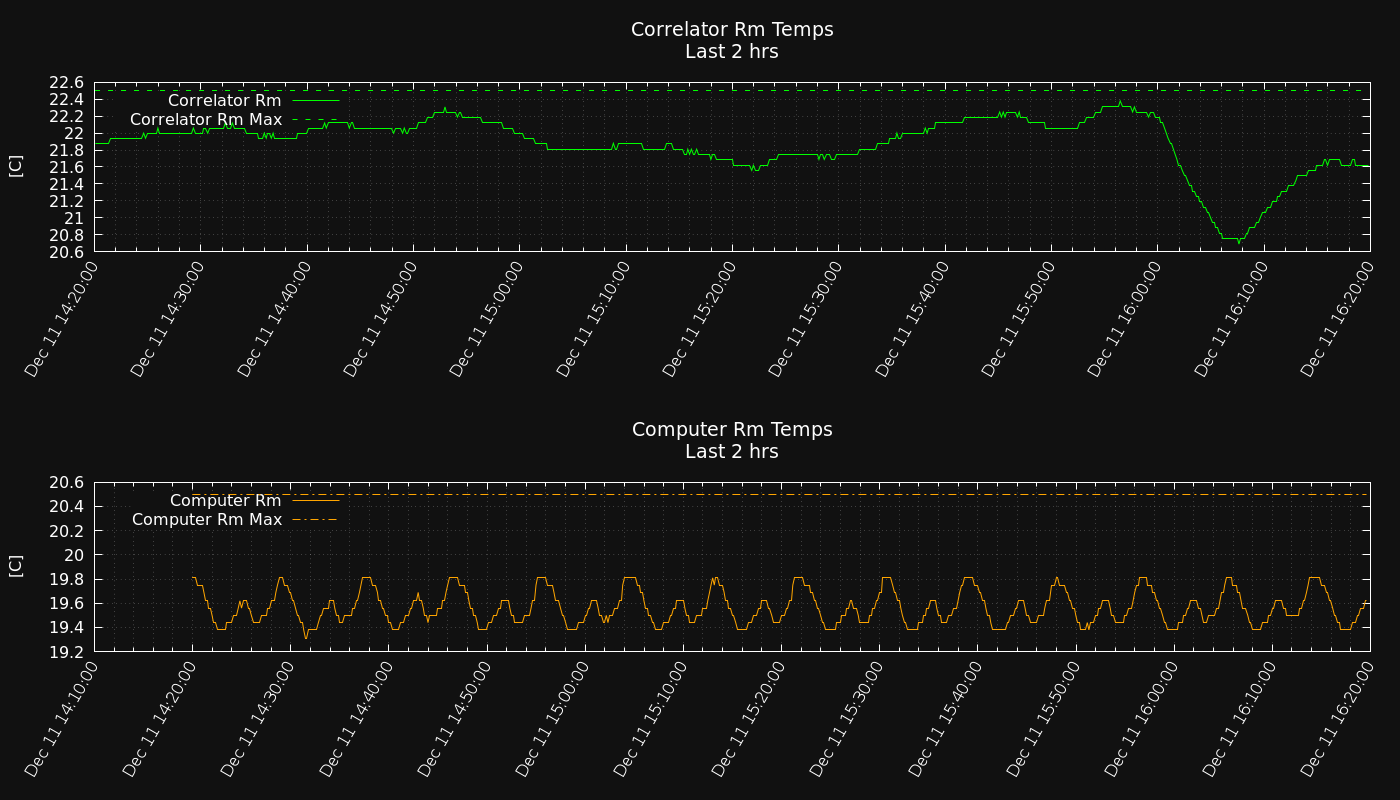 Correlator Rm Temps
Last 2 hrs
22.6
22.4
22.2
22
21.8
21.6
21.4
21.2
21
20.8
20.6
[C]
Correlator Rm
Correlator Rm Max
Dec 11 14:20:00
Dec 11 14:30:00
Dec 11 14:40:00
Dec 11 14:50:00
Dec 11 15:00:00
Dec 11 15:10:00
Dec 11 15:20:00
Dec 11 15:30:00
Dec 11 15:40:00
Dec 11 15:50:00
Dec 11 16:00:00
Dec 11 16:10:00
Dec 11 16:20:00
Computer Rm Temps
Last 2 hrs
20.6
20.4
20.2
20
19.8
19.6
19.4
19.2
[C]
Computer Rm
Computer Rm Max
Dec 11 14:10:00
Dec 11 14:20:00
Dec 11 14:30:00
Dec 11 14:40:00
Dec 11 14:50:00
Dec 11 15:00:00
Dec 11 15:10:00
Dec 11 15:20:00
Dec 11 15:30:00
Dec 11 15:40:00
Dec 11 15:50:00
Dec 11 16:00:00
Dec 11 16:10:00
Dec 11 16:20:00